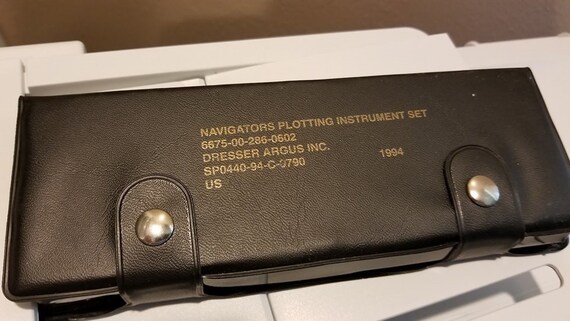 NAVIGATORS PLOTTING INSTRUMENT SET
6675-00-286-0602
DRESSER ARGUS INC. 1994
SP0440-94-C-0790
US